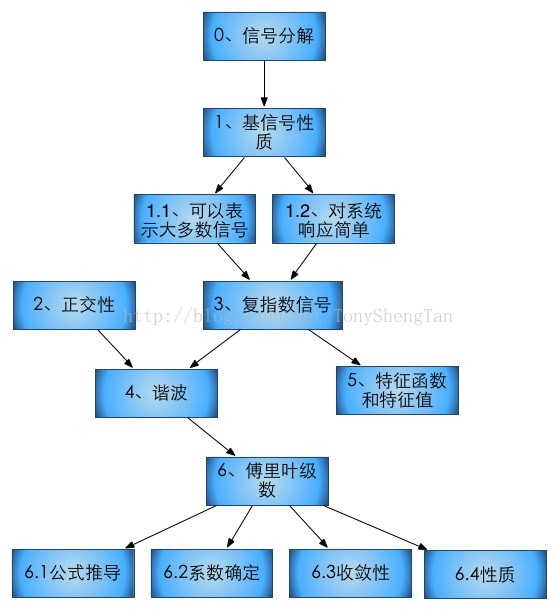 0、信号分解
1、基信号性
质
1.1、可以表
示大多数信号
1.2、对系统
响应简单
2、正交性
3、复指数信号
4、谐波
5、特征函数
和特征值
6、傅里叶级
数
6.1公式推导
6.2系数确定
6.3收敛性
6.4性质